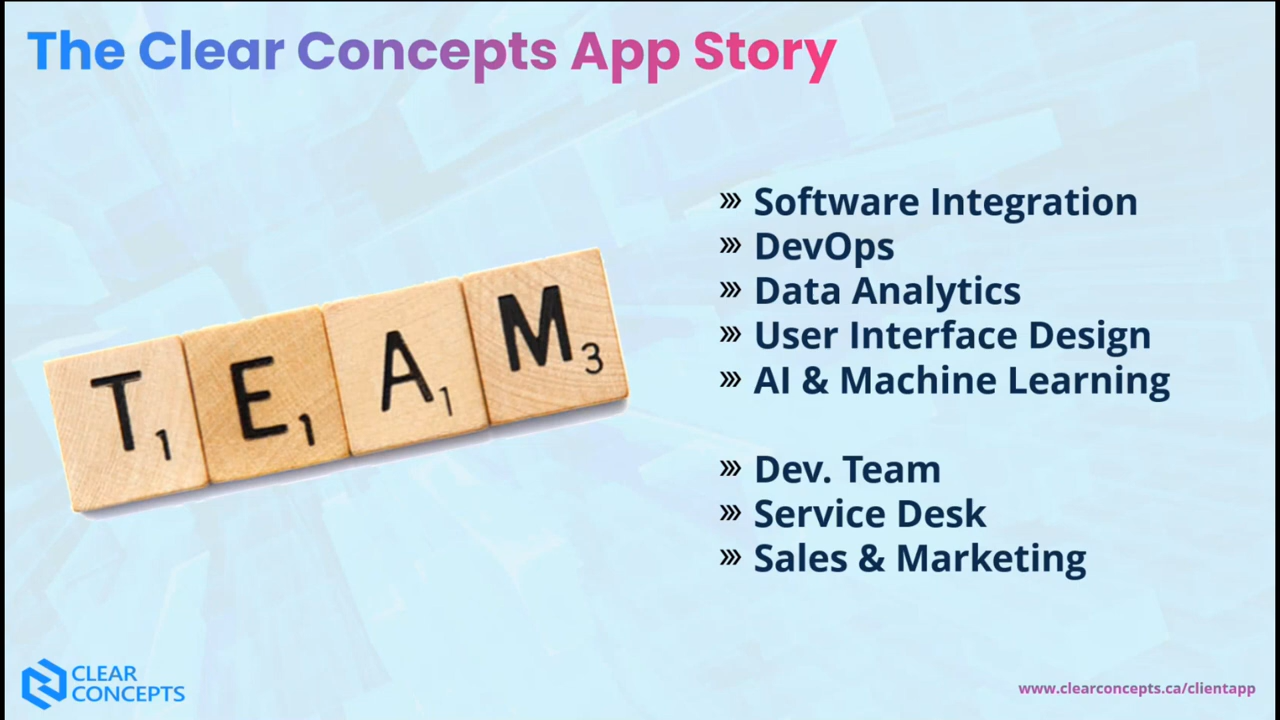 The Clear Concepts App Story
T1 E1 A1 M3
»» Software Integration
»» DevOps
»» Data Analytics
»» User Interface Design
»» AI & Machine Learning
»» Dev. Team
»» Service Desk
»» Sales & Marketing
CLEAR
CONCEPTS
www.clearconcepts.ca/clientapp